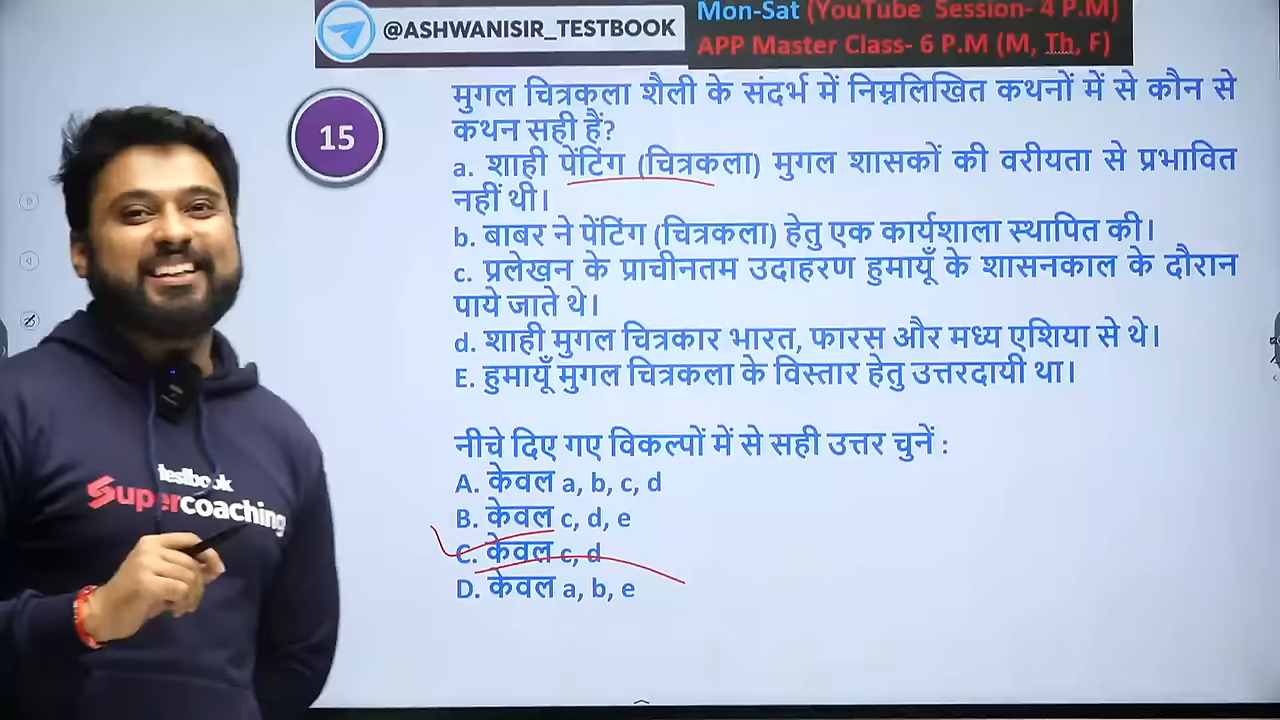 @ASHWANISIR_TESTBOOK
Mon-Sat (YouTube Session- 4 P.M)
APP Master Class- 6 P.M (M, Th, F)
15
मुगल चित्रकला शैली के संदर्भ में निम्नलिखित कथनों में से कौन से
कथन सही हैं?
a. शाही पेंटिंग (चित्रकला) मुगल शासकों की वरीयता से प्रभावित
नहीं थी।
b. बाबर ने पेंटिंग (चित्रकला) हेतु एक कार्यशाला स्थापित की।
c. प्रलेखन के प्राचीनतम उदाहरण हुमायूँ के शासनकाल के दौरान
पाये जाते थे।
d. शाही मुगल चित्रकार भारत, फारस और मध्य एशिया से थे।
E. हुमायूँ मुगल चित्रकला के विस्तार हेतु उत्तरदायी था।
नीचे दिए गए विकल्पों में से सही उत्तर चुनें :
A. केवल a, b, c, d
B. केवल c, d, e
C. केवल c, d
D. केवल a, b, e
testbook
Supercoaching